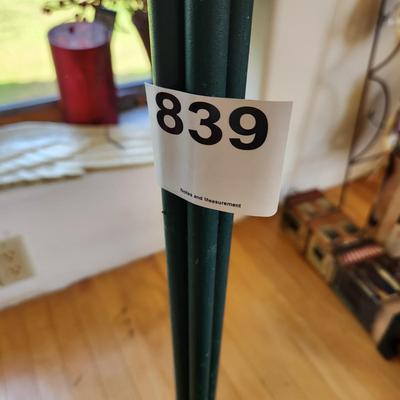 839
Notes and Measurement